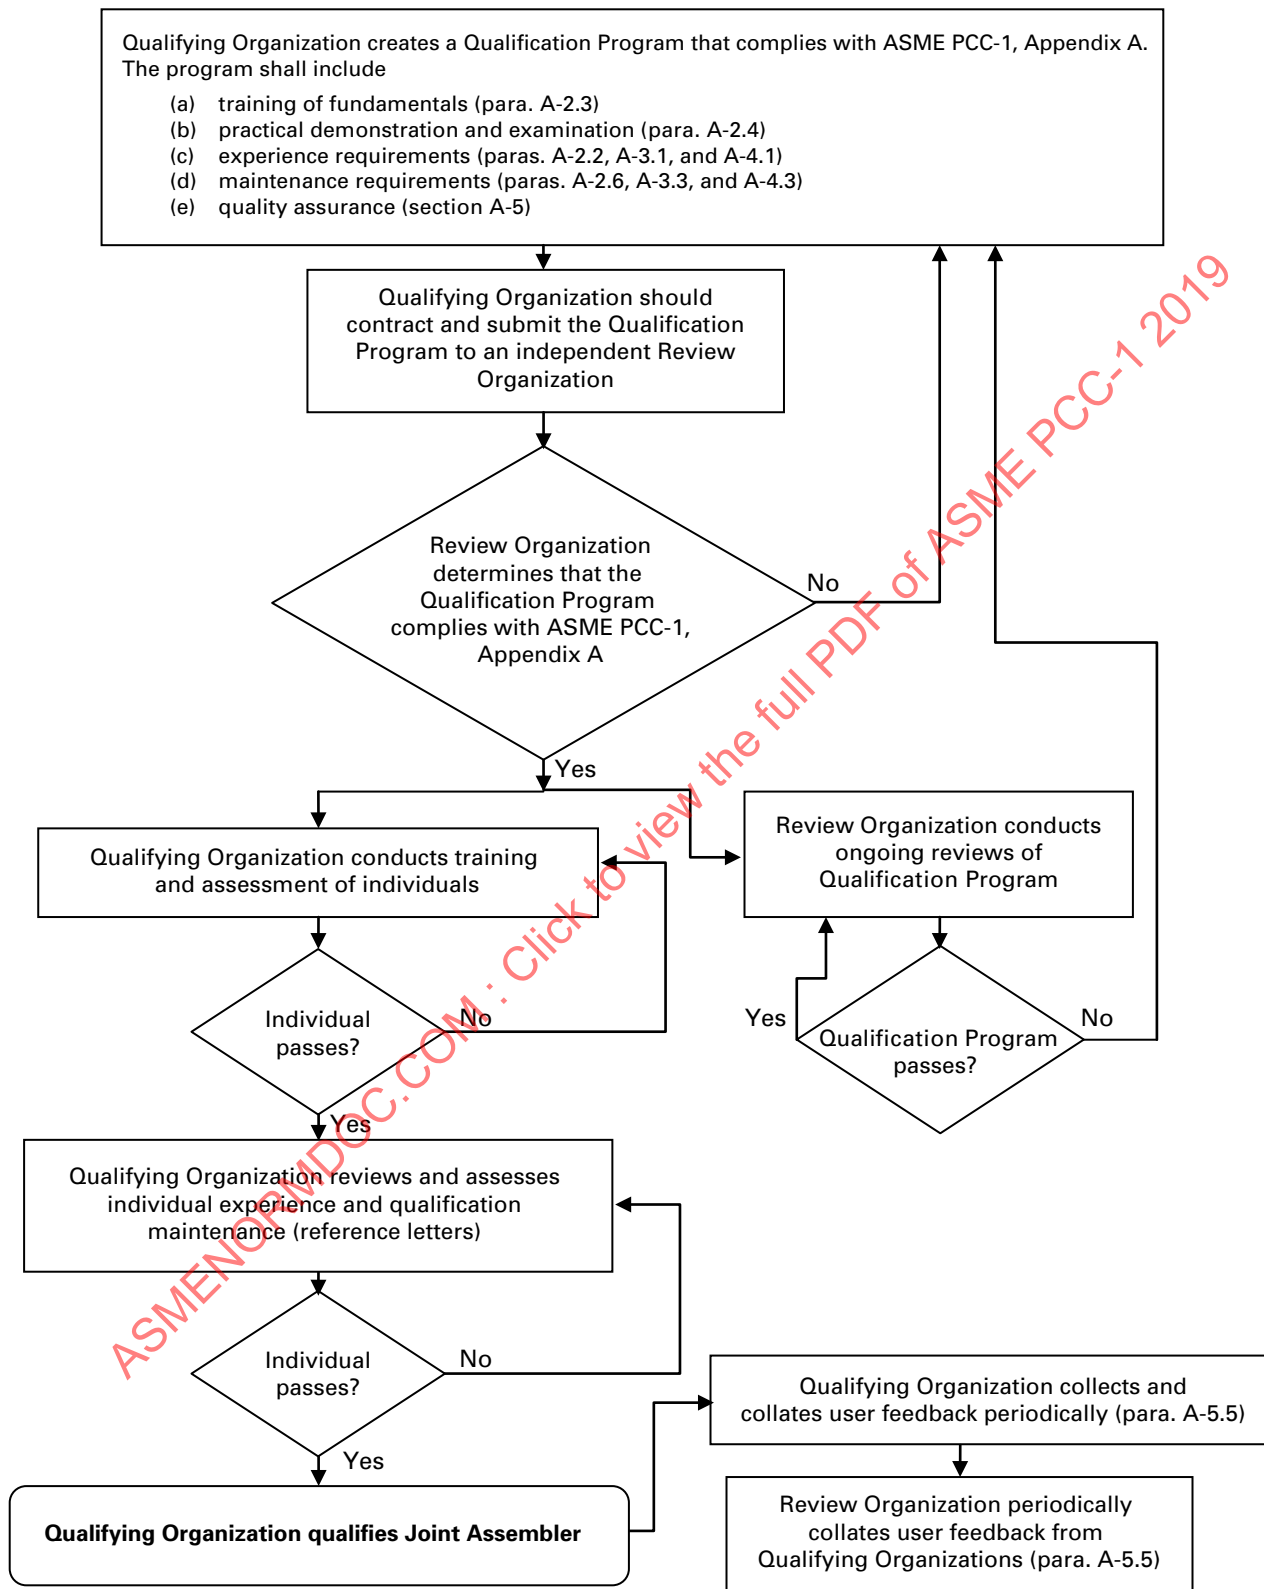 Qualifying Organization creates a Qualification Program that complies with ASME PCC-1, Appendix A.
The program shall include
(a) training of fundamentals (para. A-2.3)
(b) practical demonstration and examination (para. A-2.4)
(c) experience requirements (paras. A-2.2, A-3.1, and A-4.1)
(d) maintenance requirements (paras. A-2.6, A-3.3, and A-4.3)
(e) quality assurance (section A-5)
Qualifying Organization should
contract and submit the Qualification
Program to an independent Review
Organization
Review Organization
determines that the
Qualification Program
complies with ASME PCC-1,
Appendix A
No
Yes
Qualifying Organization conducts training
and assessment of individuals
Review Organization conducts
ongoing reviews of
Qualification Program
Individual
passes?
No
Yes
Qualification Program
passes?
Yes
No
Qualifying Organization reviews and assesses
individual experience and qualification
maintenance (reference letters)
Individual
passes?
No
Yes
Qualifying Organization qualifies Joint Assembler
Qualifying Organization collects and
collates user feedback periodically (para. A-5.5)
Review Organization periodically
collates user feedback from
Qualifying Organizations (para. A-5.5)
ASMENORMDOC.COM : Click to view the full PDF of ASME PCC-1 2019